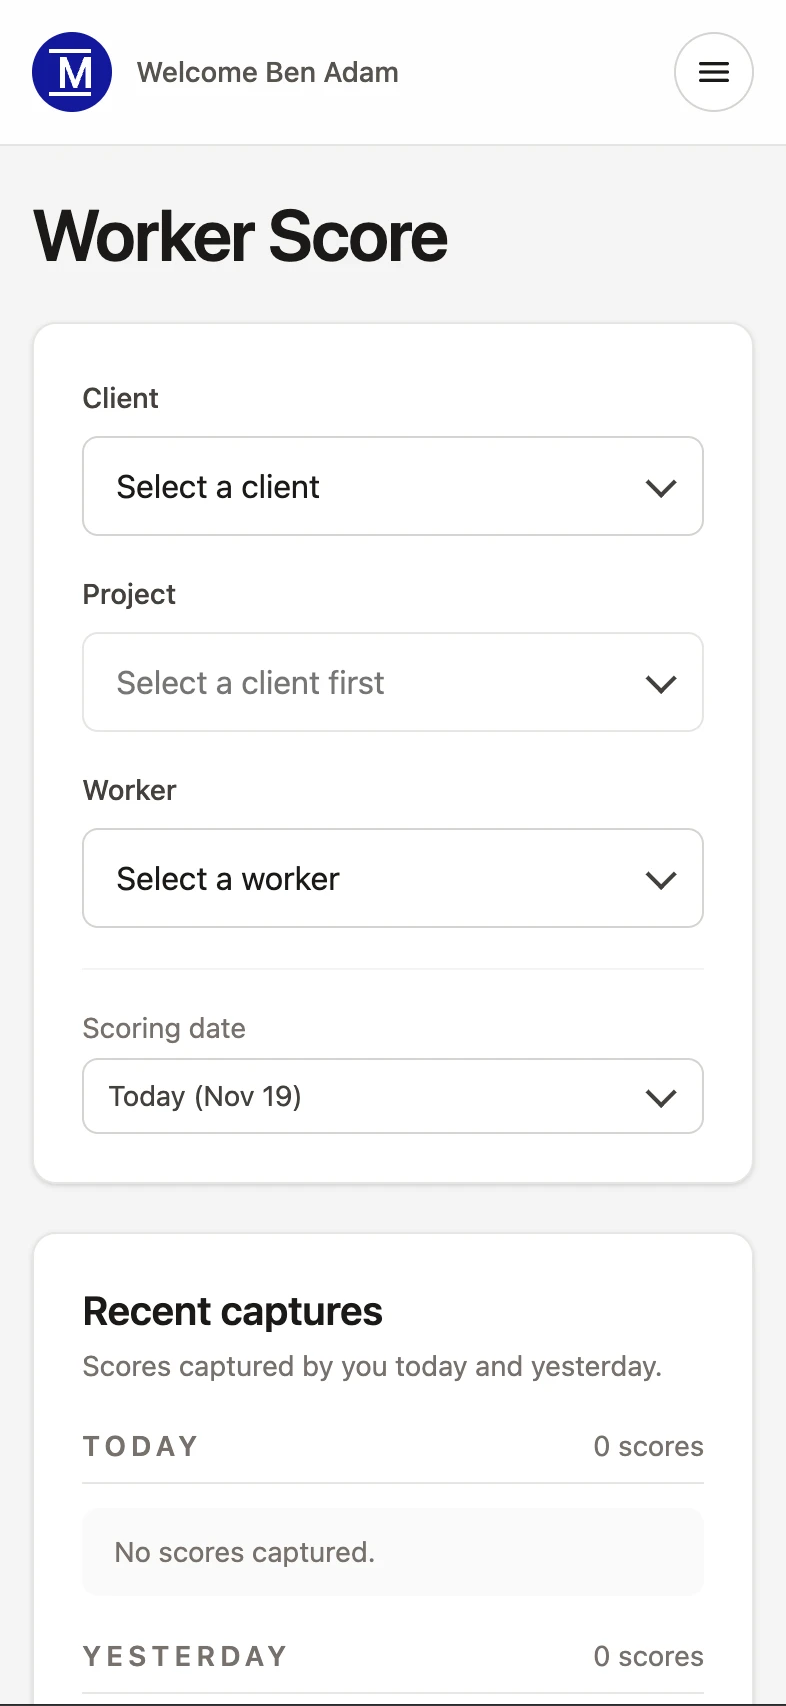 M
Welcome Ben Adam
Worker Score
Client
Select a client
Project
Select a client first
Worker
Select a worker
Scoring date
Today (Nov 19)
Recent captures
Scores captured by you today and yesterday.
TODAY 0 scores
No scores captured.
YESTERDAY 0 scores